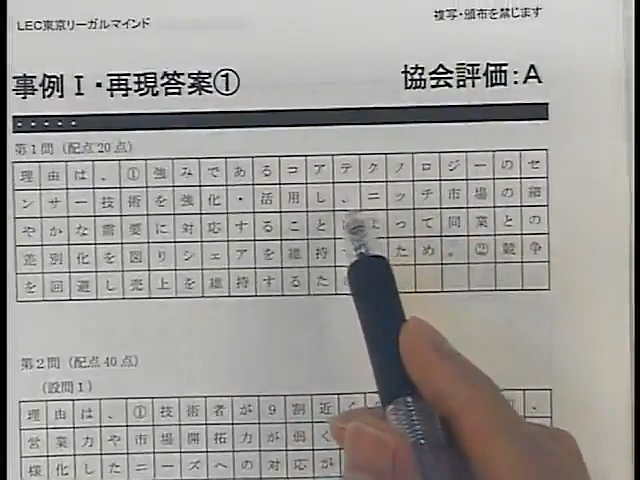 LEC東京リーガルマインド
複写・頒布を禁じます
事例Ⅰ・再現答案①
協会評価:A
第1問(配点20点)
理由は、①強みであるコアテクノロジーのセ
ンサー技術を強化・活用し、ニッチ市場の細
やかな需要に対応すること よって同業との
差別化を図りシェアを維持 ため。②競争
を回避し売上を維持するた
第2問(配点40点)
(設問1)
理由は、①技術者が9割近く 、
営業力や市場開拓力が弱く
様化したニーズへの対応が